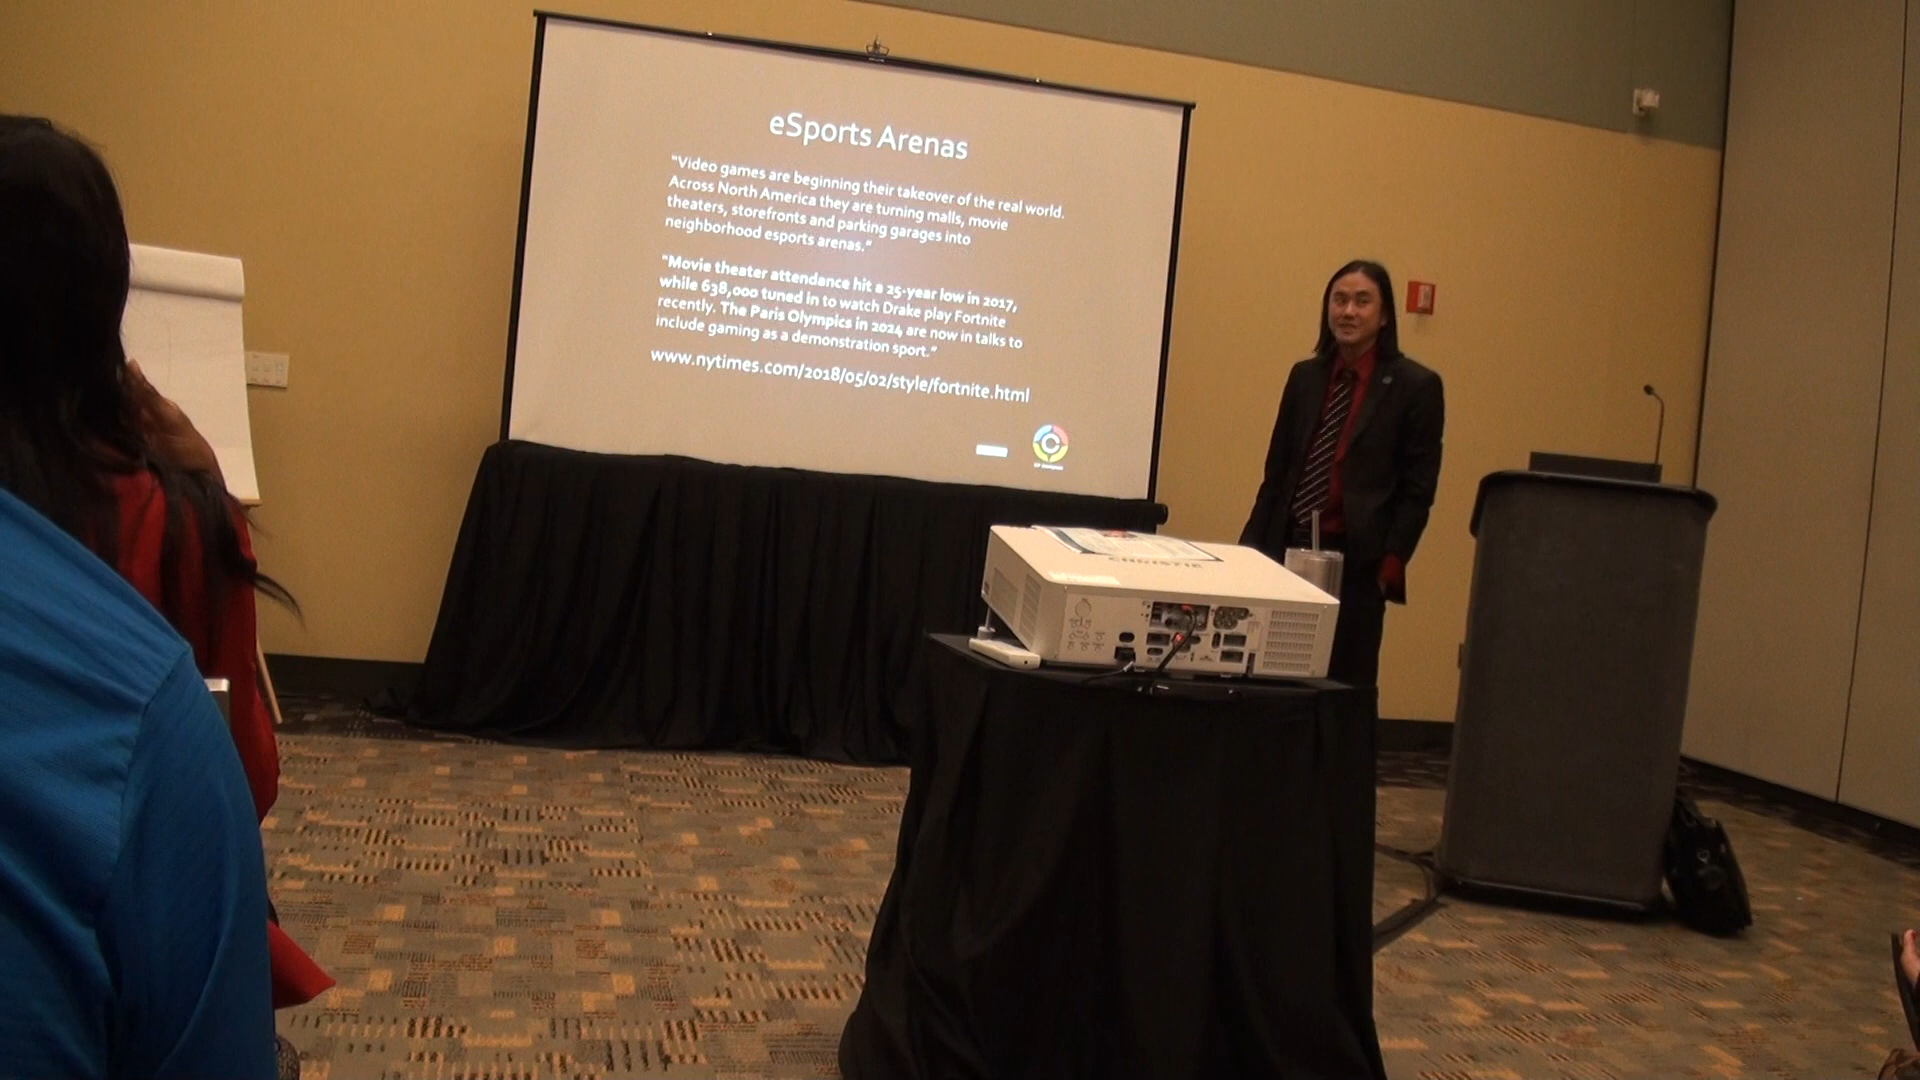 eSports Arenas
"Video games are beginning their takeover of the real world.
Across North America they are turning malls, movie
theaters, storefronts and parking garages into
neighborhood esports arenas."
"Movie theater attendance hit a 25-year low in 2017,
while 638,000 tuned in to watch Drake play Fortnite
recently. The Paris Olympics in 2024 are now in talks to
include gaming as a demonstration sport."
www.nytimes.com/2018/05/02/style/fortnite.html
C
CHRISTIE